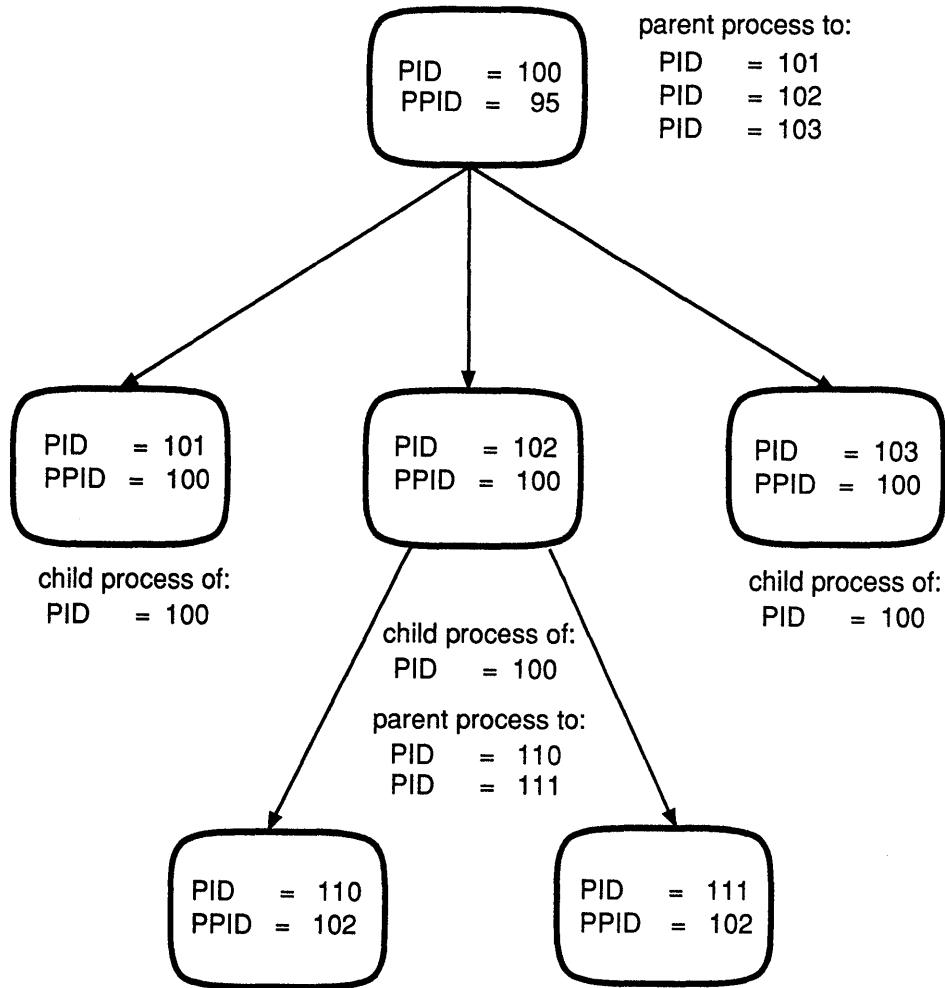 PID = 100
PPID = 95
parent process to:
PID = 101
PID = 102
PID = 103
PID = 101
PPID = 100
child process of:
PID = 100
PID = 102
PPID = 100
child process of:
PID = 100
parent process to:
PID = 110
PID = 111
PID = 103
PPID = 100
child process of:
PID = 100
PID = 110
PPID = 102
PID = 111
PPID = 102